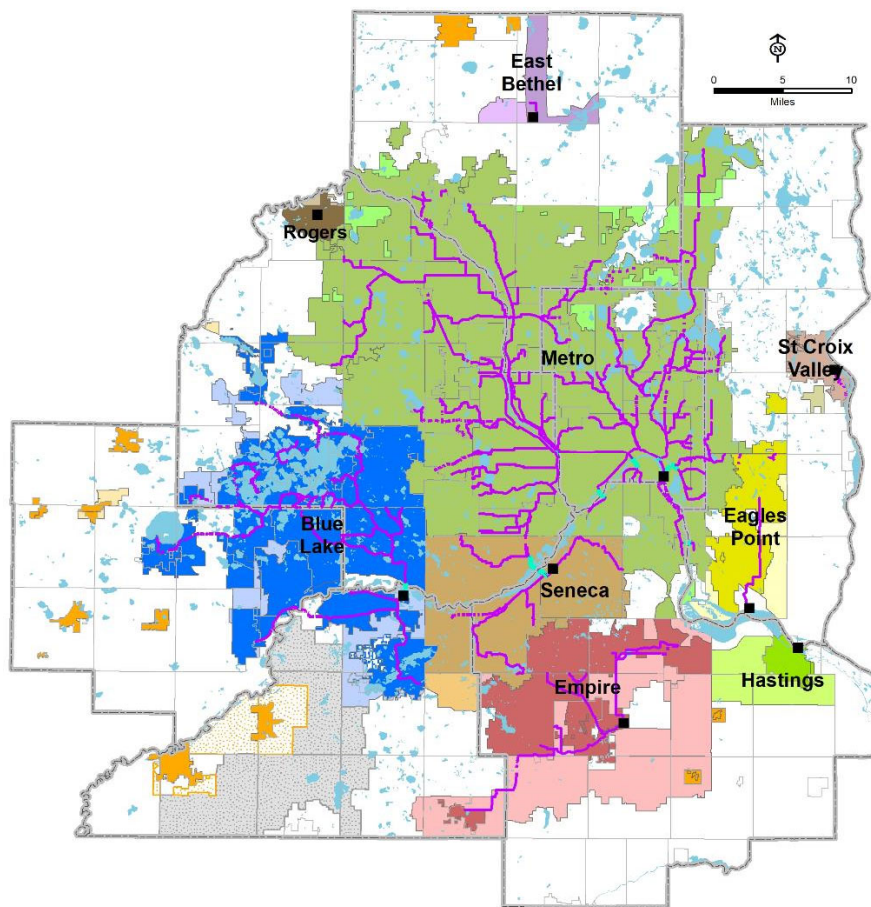 East
Bethel
N
0 5 10
Miles
Rogers
Metro
St Croix
Valley
Blue
Lake
Eagles
Point
Seneca
Empire
Hastings